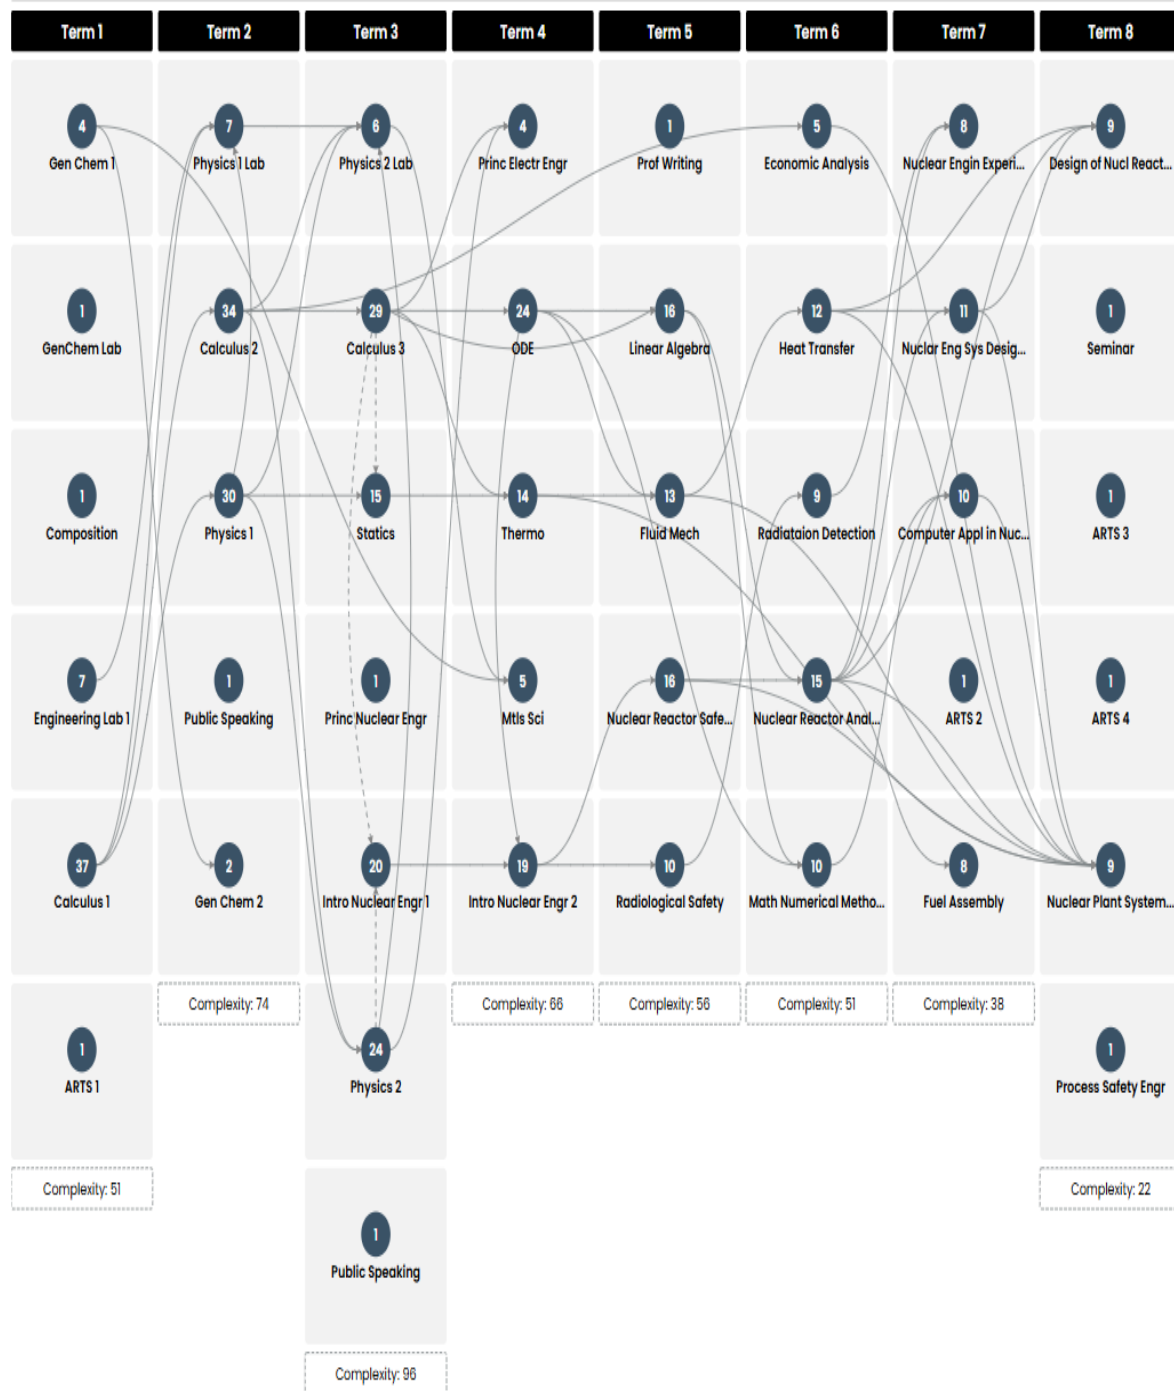 Term 1
Term 2
Term 3
Term 4
Term 5
Term 6
Term 7
Term 8
4
Gen Chem 1
7
Physics 1 Lab
6
Physics 2 Lab
4
Princ Electr Engr
1
Prof Writing
5
Economic Analysis
8
Nuclear Engin Experi...
9
Design of Nucl React...
1
GenChem Lab
34
Calculus 2
29
Calculus 3
24
ODE
16
Linear Algebra
12
Heat Transfer
11
Nuclar Eng Sys Desig...
1
Seminar
1
Composition
30
Physics 1
15
Statics
14
Thermo
13
Fluid Mech
9
Radiataion Detection
10
Computer Appl in Nuc...
1
ARTS 3
7
Engineering Lab 1
1
Public Speaking
1
Princ Nuclear Engr
5
Mtls Sci
16
Nuclear Reactor Safe...
15
Nuclear Reactor Anal...
1
ARTS 2
1
ARTS 4
37
Calculus 1
2
Gen Chem 2
20
Intro Nuclear Engr 1
19
Intro Nuclear Engr 2
10
Radiological Safety
10
Math Numerical Metho...
8
Fuel Assembly
9
Nuclear Plant System...
1
ARTS 1
Complexity: 74
24
Physics 2
Complexity: 66
Complexity: 56
Complexity: 51
Complexity: 38
1
Process Safety Engr
Complexity: 51
1
Public Speaking
Complexity: 22
Complexity: 96